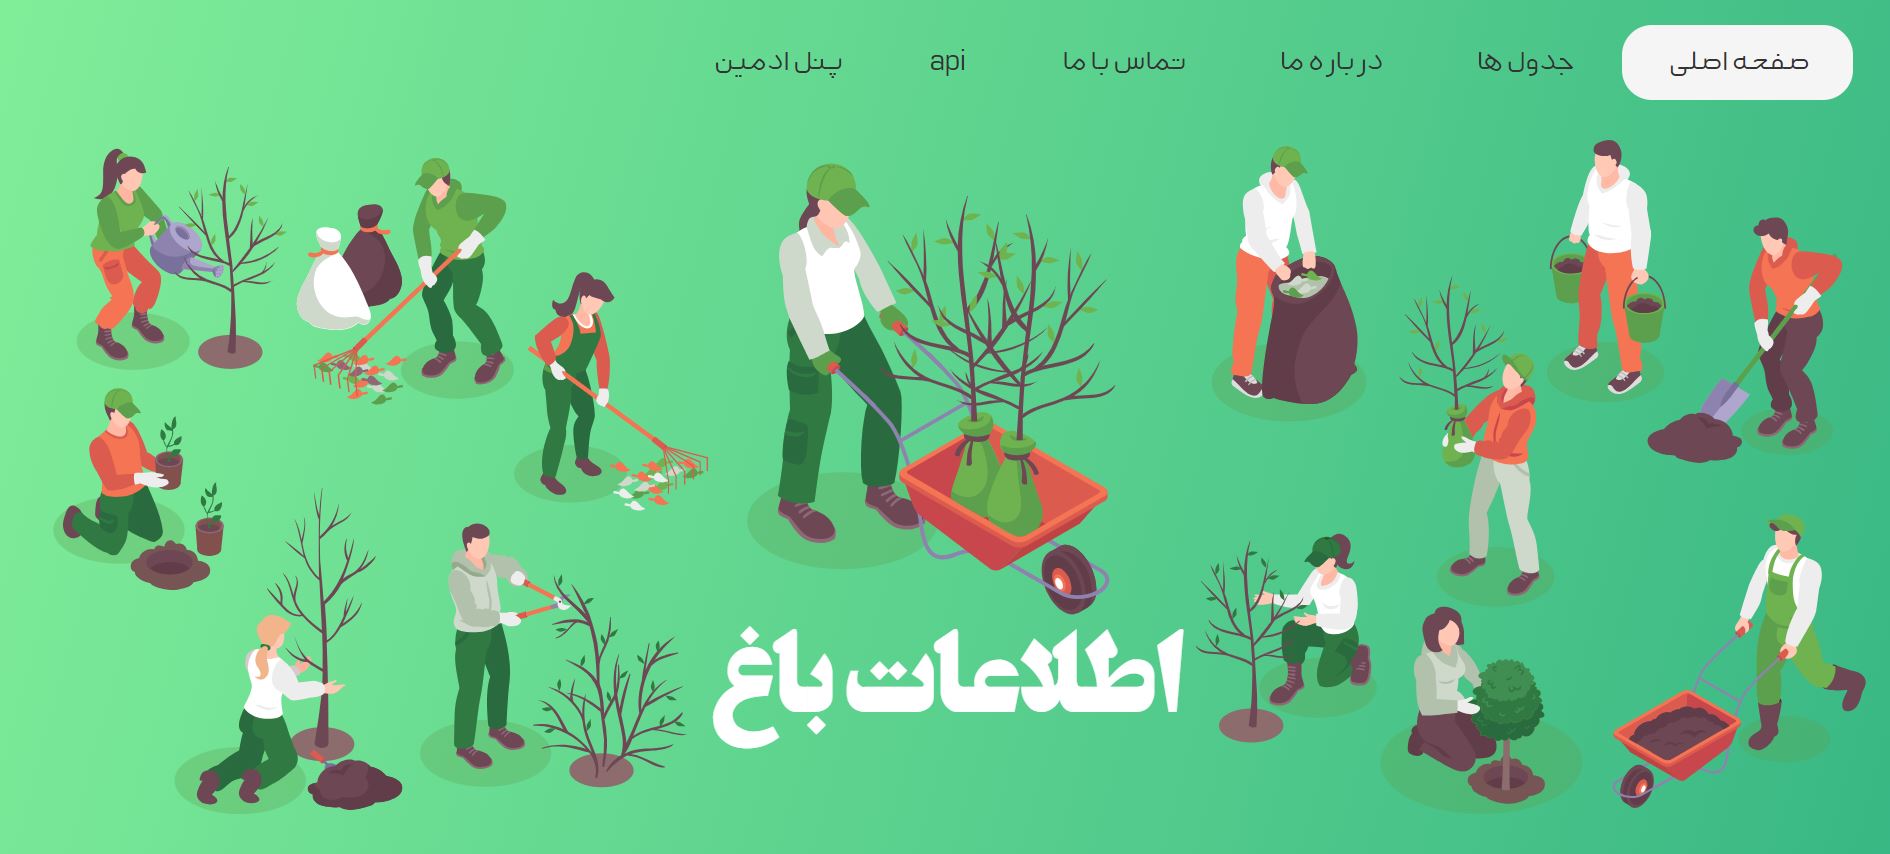 صفحه اصلی جدول ها درباره ما تماس با ما api پنل ادمین
اطلاعات باغ